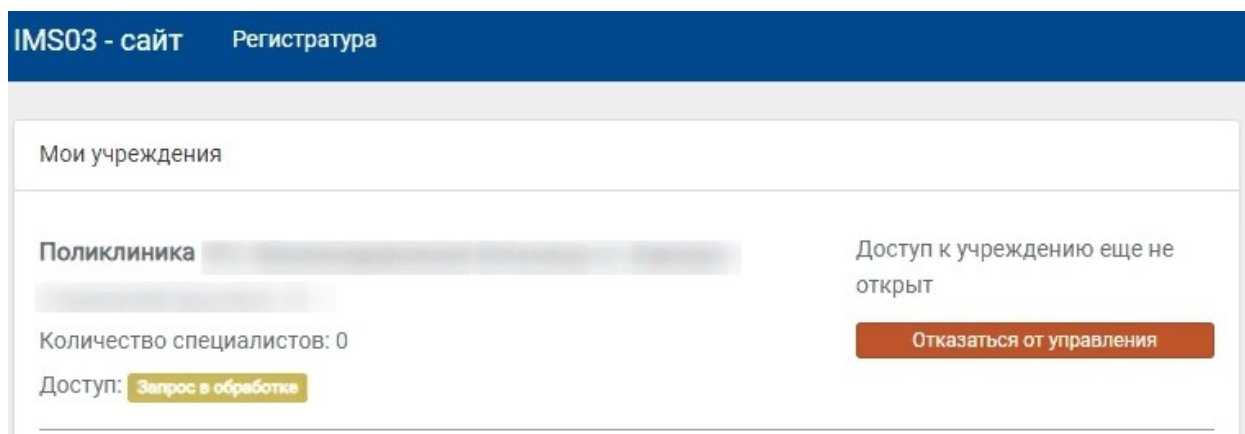 IMS03 - сайт Регистратура
Мои учреждения
Поликлиника
Количество специалистов: 0
Доступ: Запрос в обработке
Доступ к учреждению еще не
открыт
Отказаться от управления